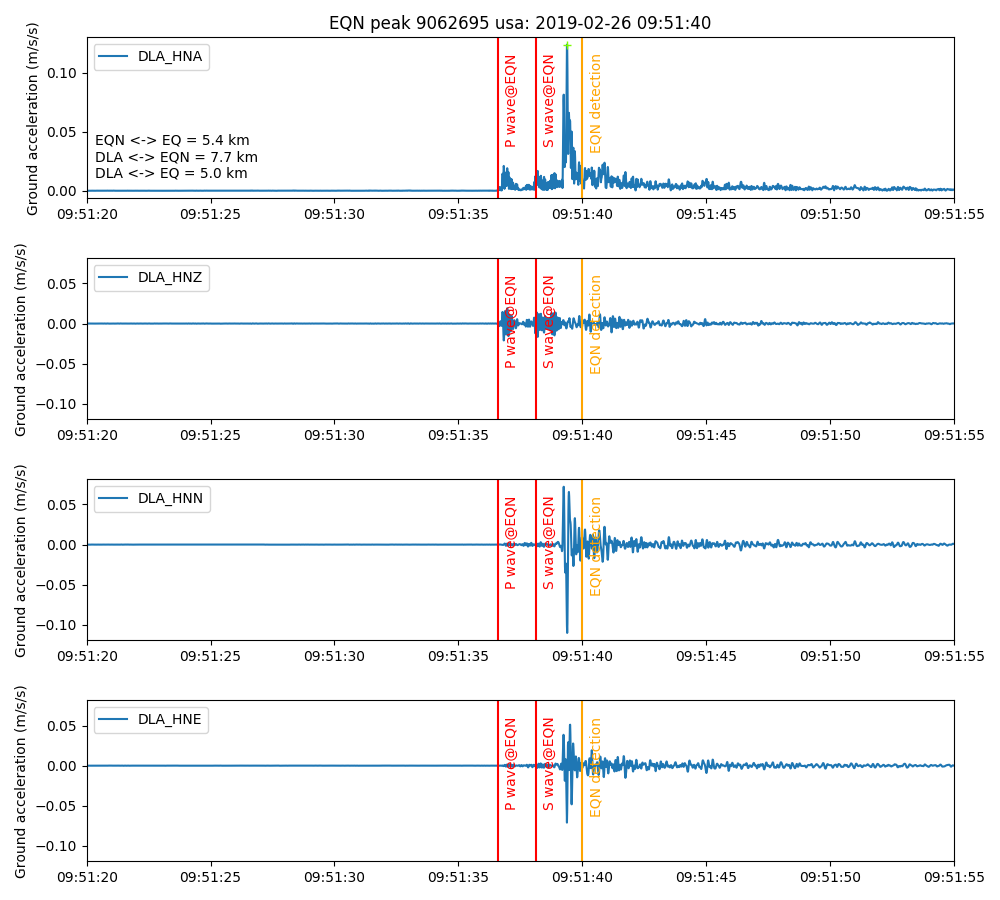 EQN peak 9062695 usa: 2019-02-26 09:51:40
Ground acceleration (m/s/s)
0.10
0.05
0.00
DLA_HNA
EQN <-> EQ = 5.4 km
DLA <-> EQN = 7.7 km
DLA <-> EQ = 5.0 km
P wave@EQN
S wave@EQN
EQN detection
09:51:20 09:51:25 09:51:30 09:51:35 09:51:40 09:51:45 09:51:50 09:51:55
Ground acceleration (m/s/s)
0.05
0.00
−0.05
−0.10
DLA_HNZ
P wave@EQN
S wave@EQN
EQN detection
09:51:20 09:51:25 09:51:30 09:51:35 09:51:40 09:51:45 09:51:50 09:51:55
Ground acceleration (m/s/s)
0.05
0.00
−0.05
−0.10
DLA_HNN
P wave@EQN
S wave@EQN
EQN detection
09:51:20 09:51:25 09:51:30 09:51:35 09:51:40 09:51:45 09:51:50 09:51:55
Ground acceleration (m/s/s)
0.05
0.00
−0.05
−0.10
DLA_HNE
P wave@EQN
S wave@EQN
EQN detection
09:51:20 09:51:25 09:51:30 09:51:35 09:51:40 09:51:45 09:51:50 09:51:55